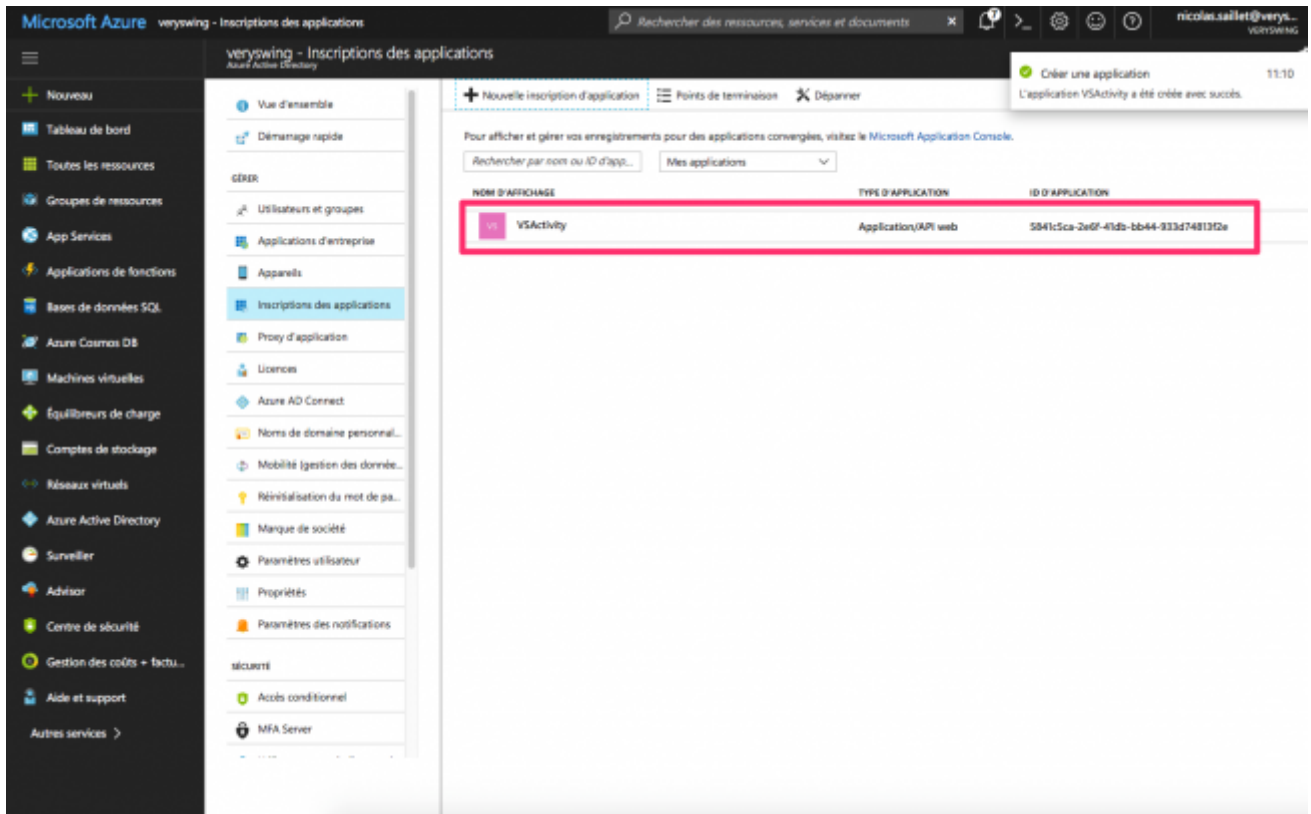 Microsoft Azure veryswing - Inscriptions des applications
Rechercher des ressources, services et documents
nicolas.saillet@verys...
VERYSWING
veryswing - Inscriptions des applications
Azure Active Directory
Créer une application 11:10
L'application VSActivity a été créée avec succès.
Nouveau
Tableau de bord
Toutes les ressources
Groupes de ressources
App Services
Applications de fonctions
Bases de données SQL
Azure Cosmos DB
Machines virtuelles
Équilibreurs de charge
Comptes de stockage
Réseaux virtuels
Azure Active Directory
Surveiller
Advisor
Centre de sécurité
Gestion des coûts + factu...
Aide et support
Autres services >
Vue d'ensemble
Démarrage rapide
GÉRER
Utilisateurs et groupes
Applications d'entreprise
Appareils
Inscriptions des applications
Proxy d'application
Licences
Azure AD Connect
Noms de domaine personnal...
Mobilité (gestion des donnée...
Réinitialisation du mot de pa...
Marque de société
Paramètres utilisateur
Propriétés
Paramètres des notifications
SÉCURITÉ
Accès conditionnel
MFA Server
Nouvelle inscription d'application Points de terminaison Dépanner
Pour afficher et gérer vos enregistrements pour des applications convergées, visitez le Microsoft Application Console.
Rechercher par nom ou ID d'app... Mes applications
NOM D'AFFICHAGE TYPE D'APPLICATION ID D'APPLICATION
VS VSActivity Application/API web 5841c5ca-2e6f-41db-bb44-933d74813f2e